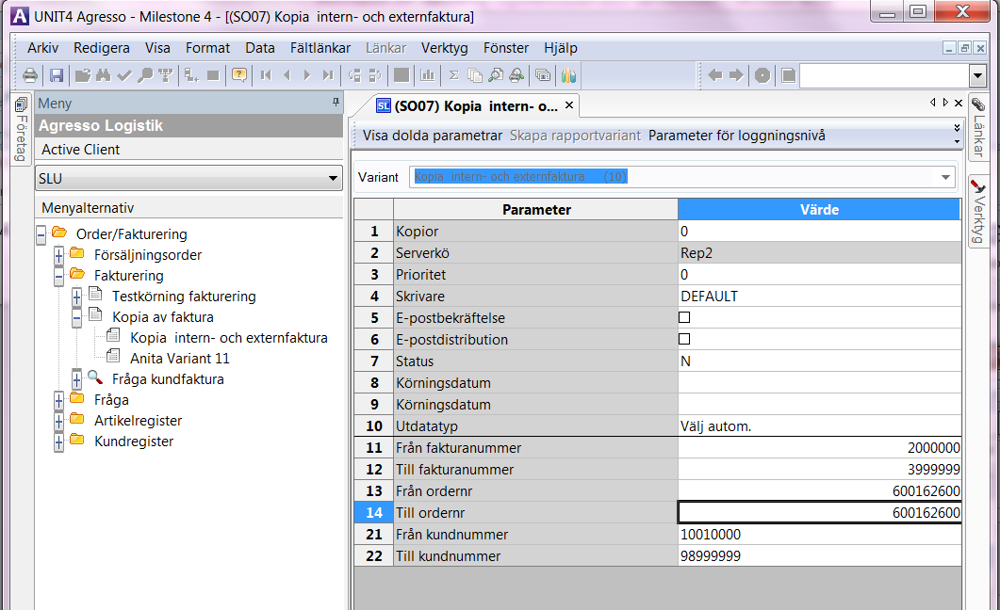 UNIT4 Agresso - Milestone 4 - [(SO07) Kopia  intern- och externfaktura]
Arkiv Redigera Visa Format Data Fältlänkar Länkar Verktyg Fönster Hjälp
Företag
Meny
Agresso Logistik
Active Client
SLU
Menyalternativ
Order/Fakturering
Försäljningsorder
Fakturering
Testkörning fakturering
Kopia av faktura
Kopia  intern- och externfaktura
Anita Variant 11
Fråga kundfaktura
Fråga
Artikelregister
Kundregister
SL (SO07) Kopia  intern- o...
Visa dolda parametrar Skapa rapportvariant Parameter för loggningsnivå
Variant Kopia  intern- och externfaktura (10)
Parameter Värde
1 Kopior 0
2 Serverkö Rep2
3 Prioritet 0
4 Skrivare DEFAULT
5 E-postbekräftelse
6 E-postdistribution
7 Status N
8 Körningsdatum
9 Körningsdatum
10 Utdatatyp Välj autom.
11 Från fakturanummer 2000000
12 Till fakturanummer 3999999
13 Från ordernr 600162600
14 Till ordernr 600162600
21 Från kundnummer 10010000
22 Till kundnummer 98999999
Länkar
Verktyg